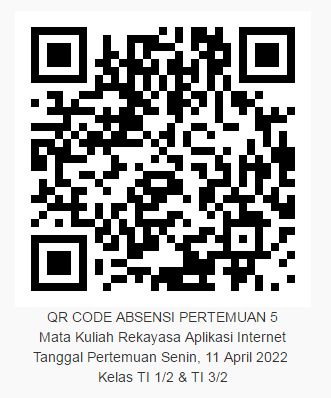 QR CODE ABSENSI PERTEMUAN 5
Mata Kuliah Rekayasa Aplikasi Internet
Tanggal Pertemuan Senin, 11 April 2022
Kelas TI 1/2 & TI 3/2